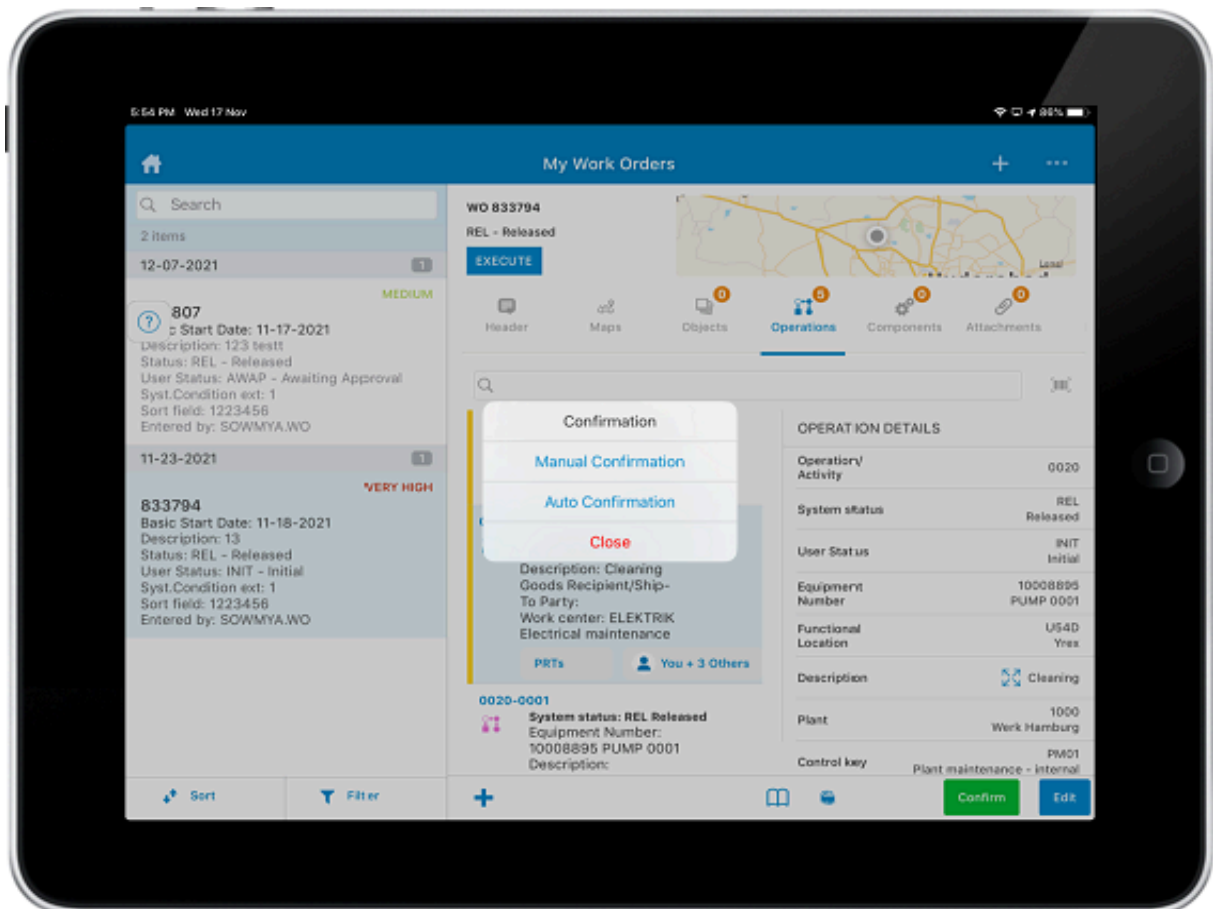 5:54 PM Wed 17 Nov
86%
My Work Orders
Search
2 items
12-07-2021
1
MEDIUM
807
Start Date: 11-17-2021
Description: 123 testt
Status: REL - Released
User Status: AWAP - Awaiting Approval
Syst.Condition ext: 1
Sort field: 1223456
Entered by: SOWMYA.WO
11-23-2021
1
VERY HIGH
833794
Basic Start Date: 11-18-2021
Description: 13
Status: REL - Released
User Status: INIT - Initial
Syst.Condition ext: 1
Sort field: 1223456
Entered by: SOWMYA.WO
Sort
Filter
WO 833794
REL - Released
EXECUTE
Legal
Header
Maps
0
Objects
5
Operations
0
Components
0
Attachments
Confirmation
Manual Confirmation
Auto Confirmation
Close
Description: Cleaning
Goods Recipient/Ship-
To Party:
Work center: ELEKTRIK
Electrical maintenance
PRTs
You + 3 Others
0020-0001
System status: REL Released
Equipment Number:
10008895 PUMP 0001
Description:
OPERATION DETAILS
Operation/
Activity
0020
System status
REL
Released
User Status
INIT
Initial
Equipment
Number
10008895
PUMP 0001
Functional
Location
US4D
Yrex
Description
Cleaning
Plant
1000
Werk Hamburg
Control key
PM01
Plant maintenance - internal
Confirm
Edit